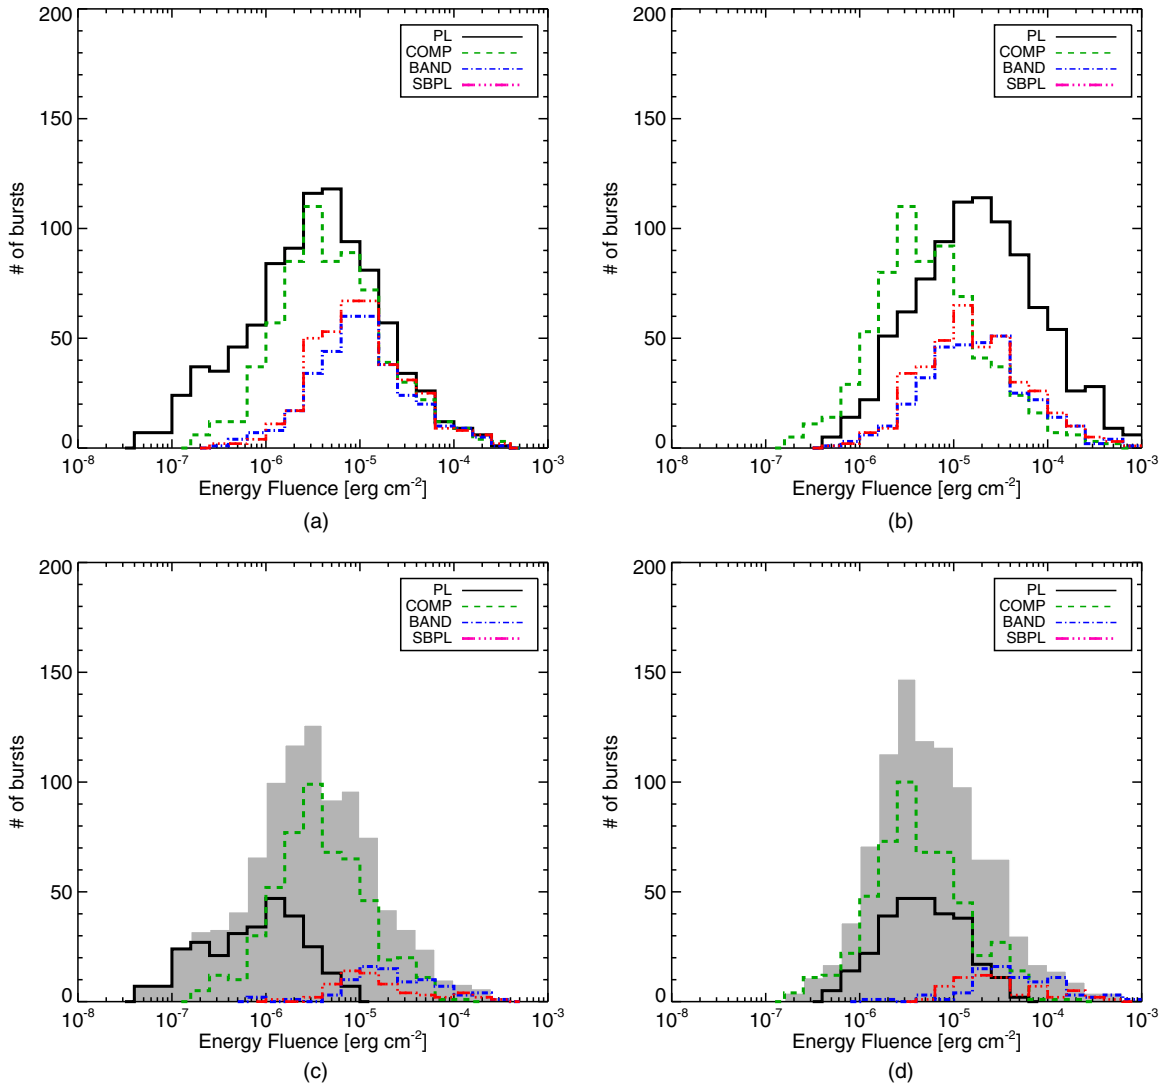 200
150
100
50
0
# of bursts
PL
COMP
BAND
SBPL
10-8
10-7
10-6
10-5
10-4
10-3
Energy Fluence [erg cm-2]
(a)
200
150
100
50
0
# of bursts
PL
COMP
BAND
SBPL
10-8
10-7
10-6
10-5
10-4
10-3
Energy Fluence [erg cm-2]
(b)
200
150
100
50
0
# of bursts
PL
COMP
BAND
SBPL
10-8
10-7
10-6
10-5
10-4
10-3
Energy Fluence [erg cm-2]
(c)
200
150
100
50
0
# of bursts
PL
COMP
BAND
SBPL
10-8
10-7
10-6
10-5
10-4
10-3
Energy Fluence [erg cm-2]
(d)